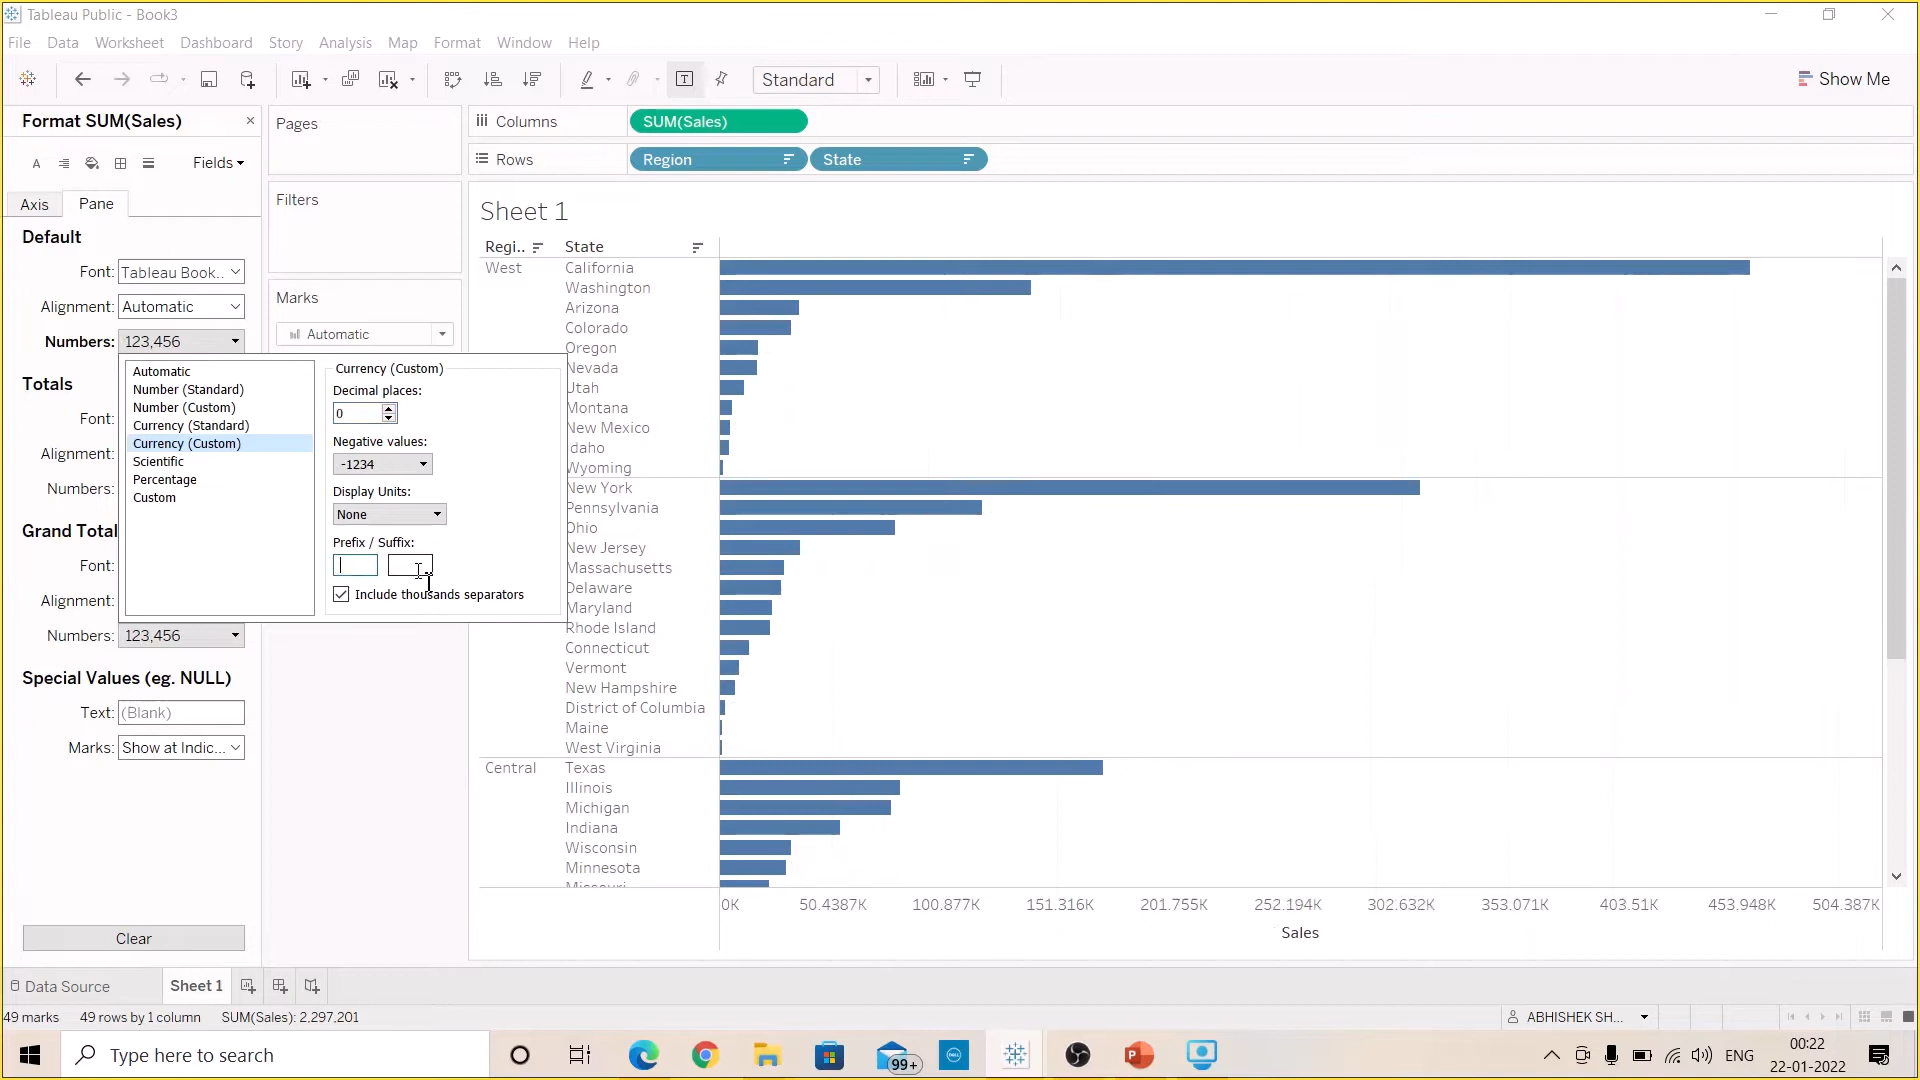 Tableau Public - Book3
File Data Worksheet Dashboard Story Analysis Map Format Window Help
Standard
Show Me
Format SUM(Sales)
Fields
Axis Pane
Default
Font: Tableau Book..
Alignment: Automatic
Numbers: 123,456
Totals
Font:
Alignment:
Numbers:
Grand Total
Font:
Alignment:
Numbers: 123,456
Special Values (eg. NULL)
Text: (Blank)
Marks: Show at Indic...
Clear
Automatic
Number (Standard)
Number (Custom)
Currency (Standard)
Currency (Custom)
Scientific
Percentage
Custom
Currency (Custom)
Decimal places:
0
Negative values:
-1234
Display Units:
None
Prefix / Suffix:
Include thousands separators
Pages
Filters
Marks
Automatic
Columns SUM(Sales)
Rows Region State
Sheet 1
Regi.. State
West California
Washington
Arizona
Colorado
Oregon
Nevada
Utah
Montana
New Mexico
Idaho
Wyoming
New York
Pennsylvania
Ohio
New Jersey
Massachusetts
Delaware
Maryland
Rhode Island
Connecticut
Vermont
New Hampshire
District of Columbia
Maine
West Virginia
Central Texas
Illinois
Michigan
Indiana
Wisconsin
Minnesota
Missouri
0K 50.4387K 100.877K 151.316K 201.755K 252.194K 302.632K 353.071K 403.51K 453.948K 504.387K
Sales
Data Source Sheet 1
49 marks 49 rows by 1 column SUM(Sales): 2,297,201
ABHISHEK SH...
Type here to search
99+
DELL
ENG
00:22
22-01-2022